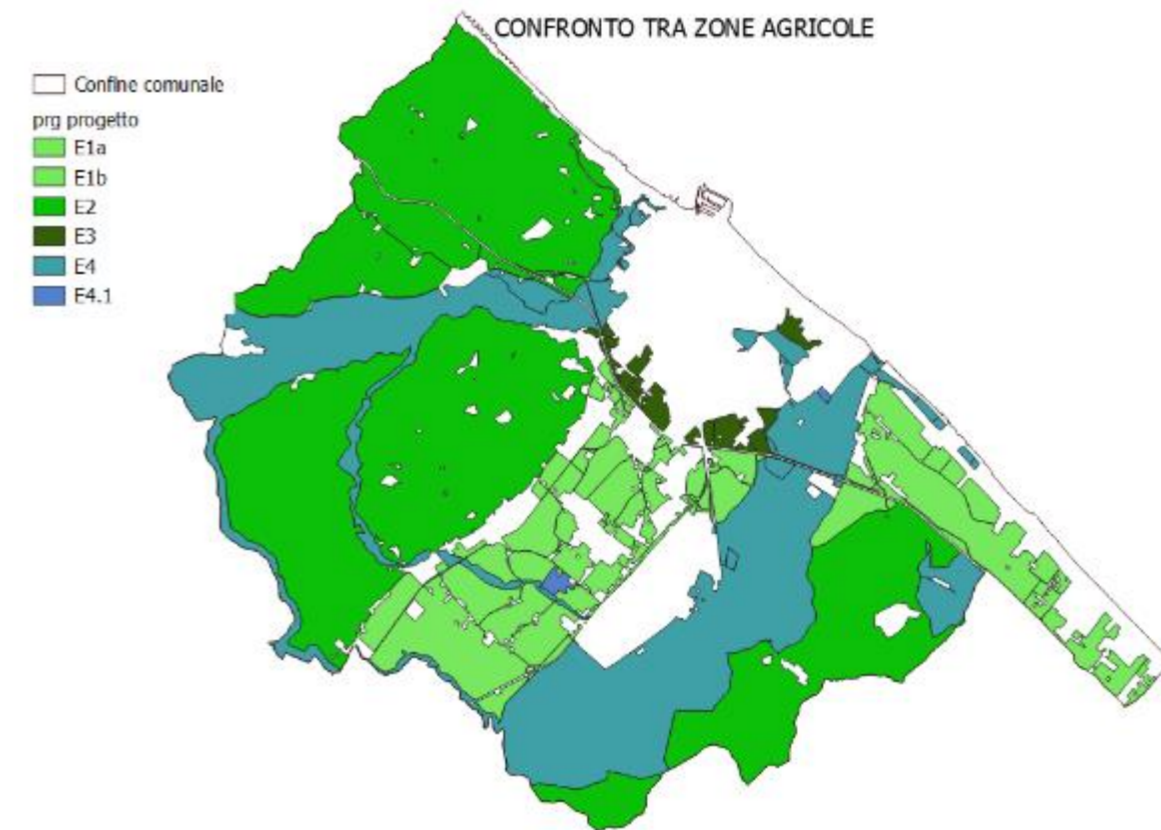 CONFRONTO TRA ZONE AGRICOLE
Confine comunale
prg progetto
E1a
E1b
E2
E3
E4
E4.1